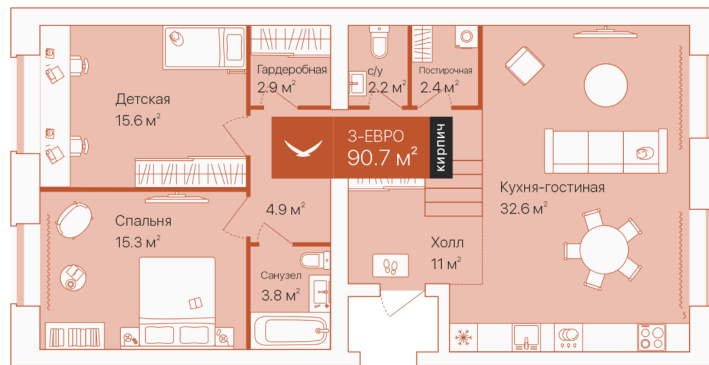 Детская
15.6 м²
Гардеробная
2.9 м²
с/у
2.2 м²
Постирочная
2.4 м²
3-ЕВРО
90.7 м²
кирпич
Кухня-гостиная
32.6 м²
Спальня
15.3 м²
4.9 м²
Холл
11 м²
Санузел
3.8 м²